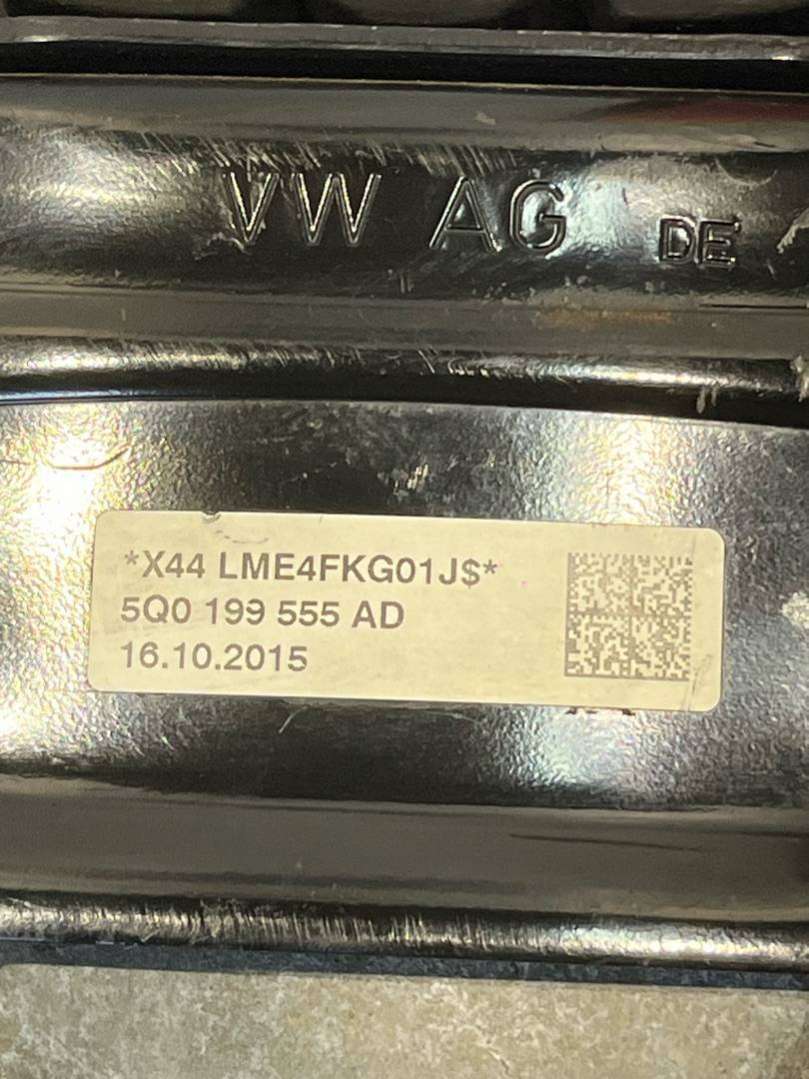 VW AG DE
*X44 LME4FKG01J$*
5Q0 199 555 AD
16.10.2015